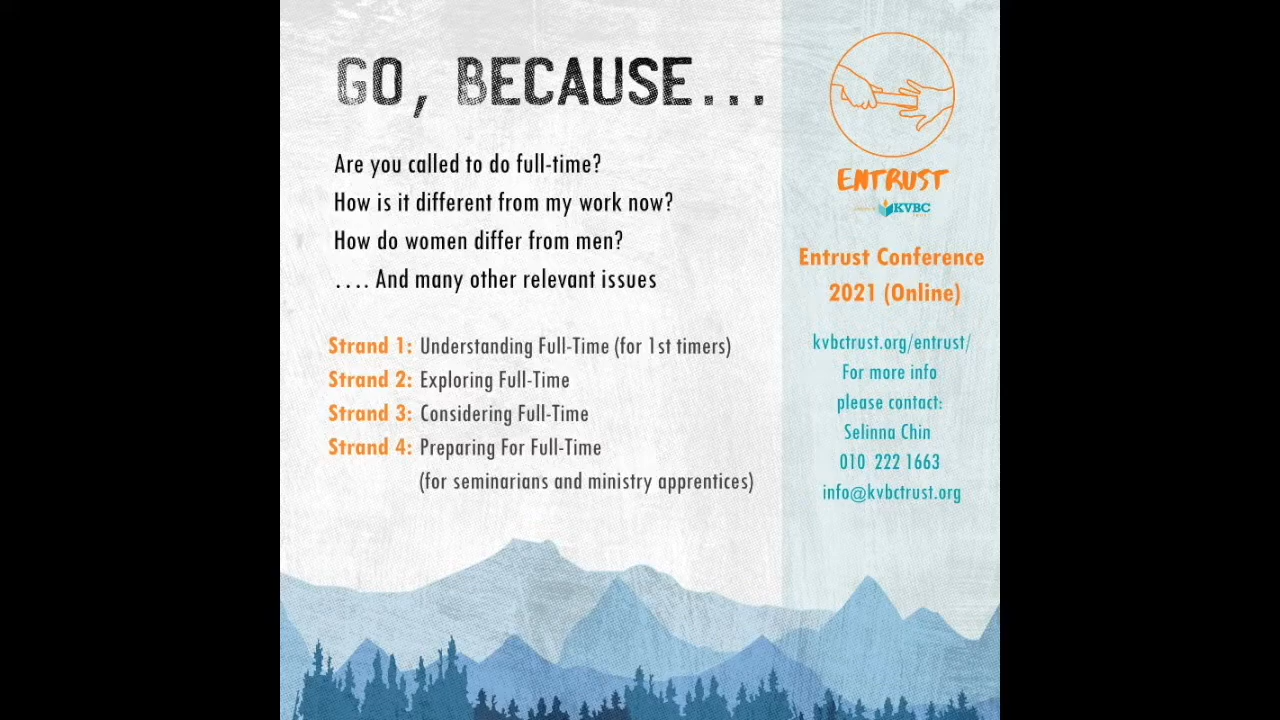 GO, BECAUSE...
Are you called to do full-time?
How is it different from my work now?
How do women differ from men?
.... And many other relevant issues
Strand 1: Understanding Full-Time (for 1st timers)
Strand 2: Exploring Full-Time
Strand 3: Considering Full-Time
Strand 4: Preparing For Full-Time
(for seminarians and ministry apprentices)
ENTRUST
KVBC
Entrust Conference
2021 (Online)
kvbctrust.org/entrust/
For more info
please contact:
Selinna Chin
010 222 1663
info@kvbctrust.org